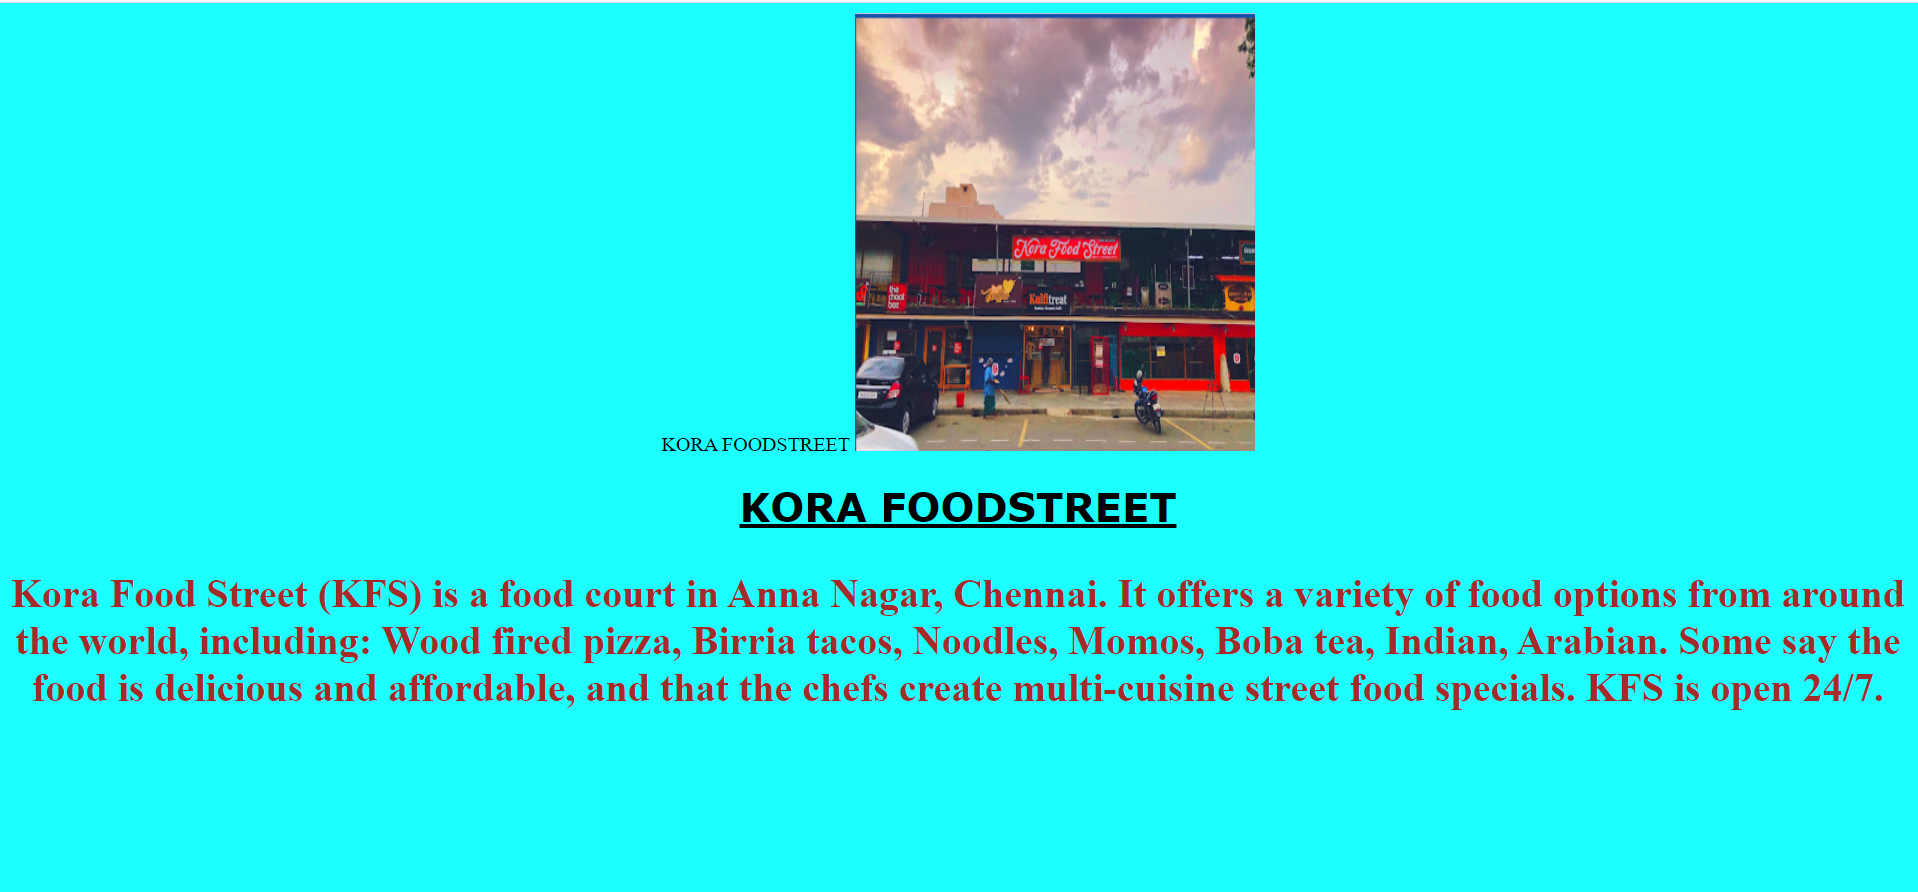 Kora Food Street
the
chaat
box
Kulfitreat
KORA FOODSTREET
KORA FOODSTREET
Kora Food Street (KFS) is a food court in Anna Nagar, Chennai. It offers a variety of food options from around
the world, including: Wood fired pizza, Birria tacos, Noodles, Momos, Boba tea, Indian, Arabian. Some say the
food is delicious and affordable, and that the chefs create multi-cuisine street food specials. KFS is open 24/7.